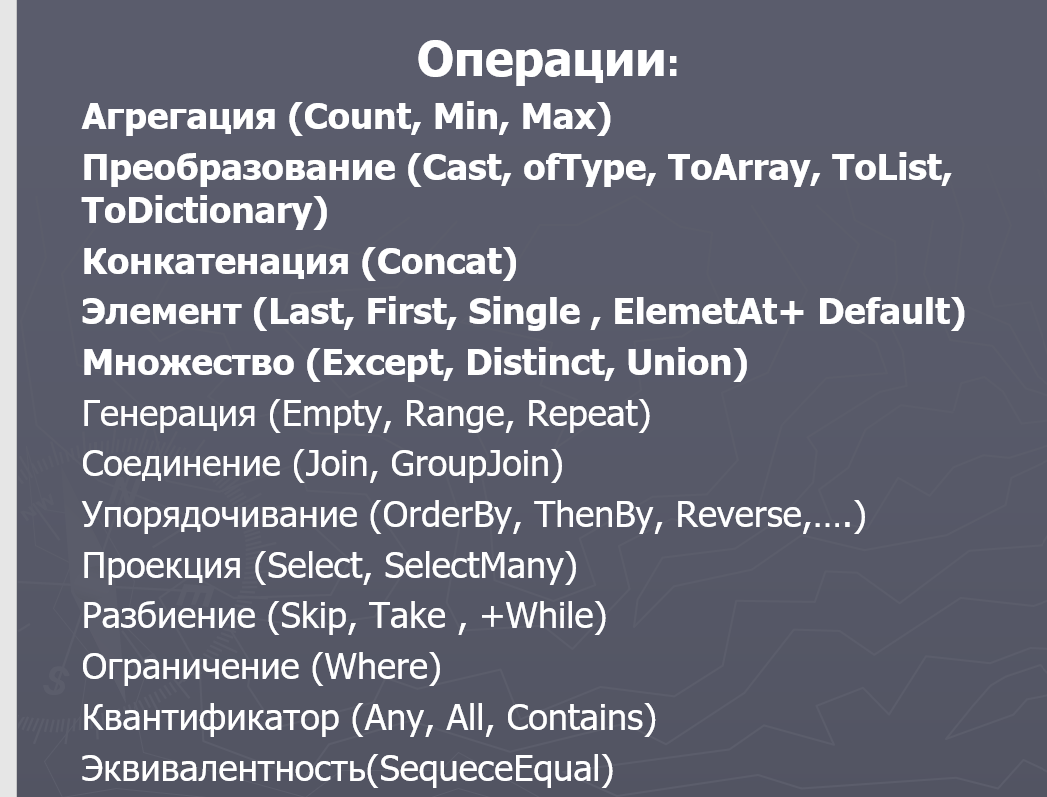 Операции:
Агрегация (Count, Min, Max)
Преобразование (Cast, ofType, ToArray, ToList,
ToDictionary)
Конкатенация (Concat)
Элемент (Last, First, Single , ElemetAt+ Default)
Множество (Except, Distinct, Union)
Генерация (Empty, Range, Repeat)
Соединение (Join, GroupJoin)
Упорядочивание (OrderBy, ThenBy, Reverse,….)
Проекция (Select, SelectMany)
Разбиение (Skip, Take , +While)
Ограничение (Where)
Квантификатор (Any, All, Contains)
Эквивалентность(SequeceEqual)